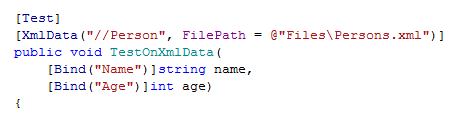 [Test]
[XmlData("//Person", FilePath = @"Files\Persons.xml")]
public void TestOnXmlData(
[Bind("Name")]string name,
[Bind("Age")]int age)
{